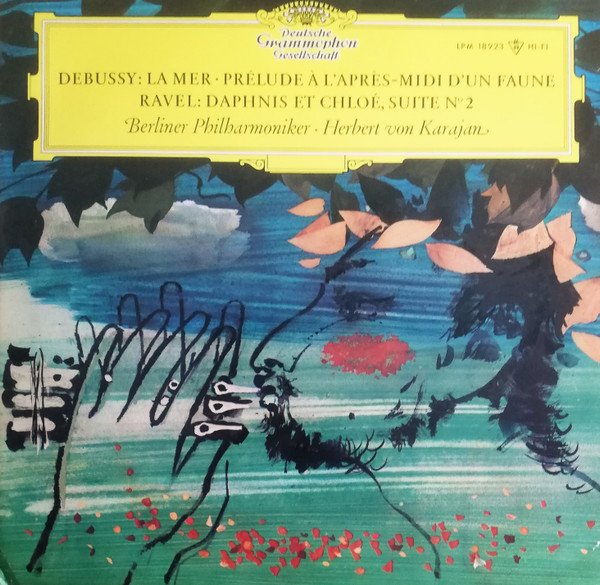 Deutsche
Grammophon
Gesellschaft
LPM 18923 HI-FI
DEBUSSY: LA MER · PRÉLUDE À L'APRÈS-MIDI D'UN FAUNE
RAVEL: DAPHNIS ET CHLOÉ, SUITE Nº 2
Berliner Philharmoniker · Herbert von Karajan